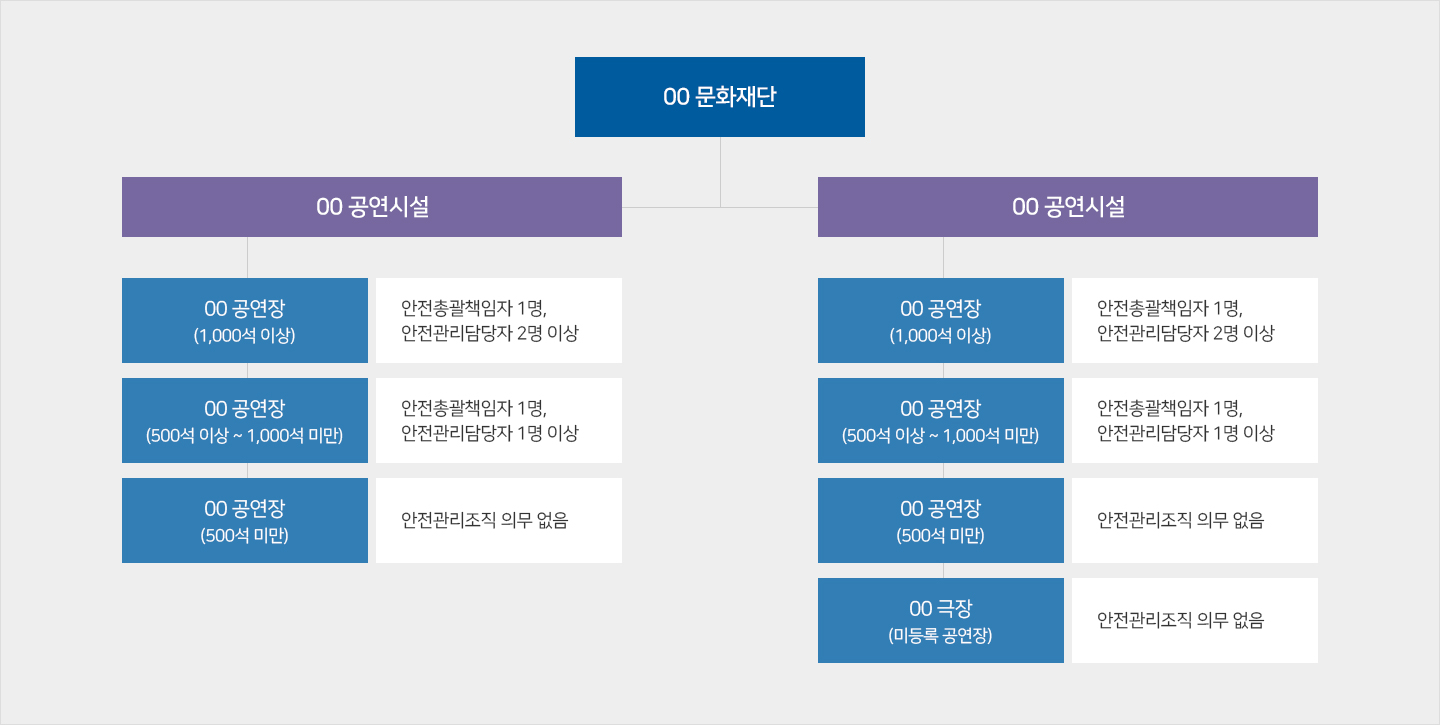 00 문화재단
00 공연시설
00 공연장
(1,000석 이상)
안전총괄책임자 1명,
안전관리담당자 2명 이상
00 공연장
(500석 이상 ~ 1,000석 미만)
안전총괄책임자 1명,
안전관리담당자 1명 이상
00 공연장
(500석 미만)
안전관리조직 의무 없음
00 공연시설
00 공연장
(1,000석 이상)
안전총괄책임자 1명,
안전관리담당자 2명 이상
00 공연장
(500석 이상 ~ 1,000석 미만)
안전총괄책임자 1명,
안전관리담당자 1명 이상
00 공연장
(500석 미만)
안전관리조직 의무 없음
00 극장
(미등록 공연장)
안전관리조직 의무 없음